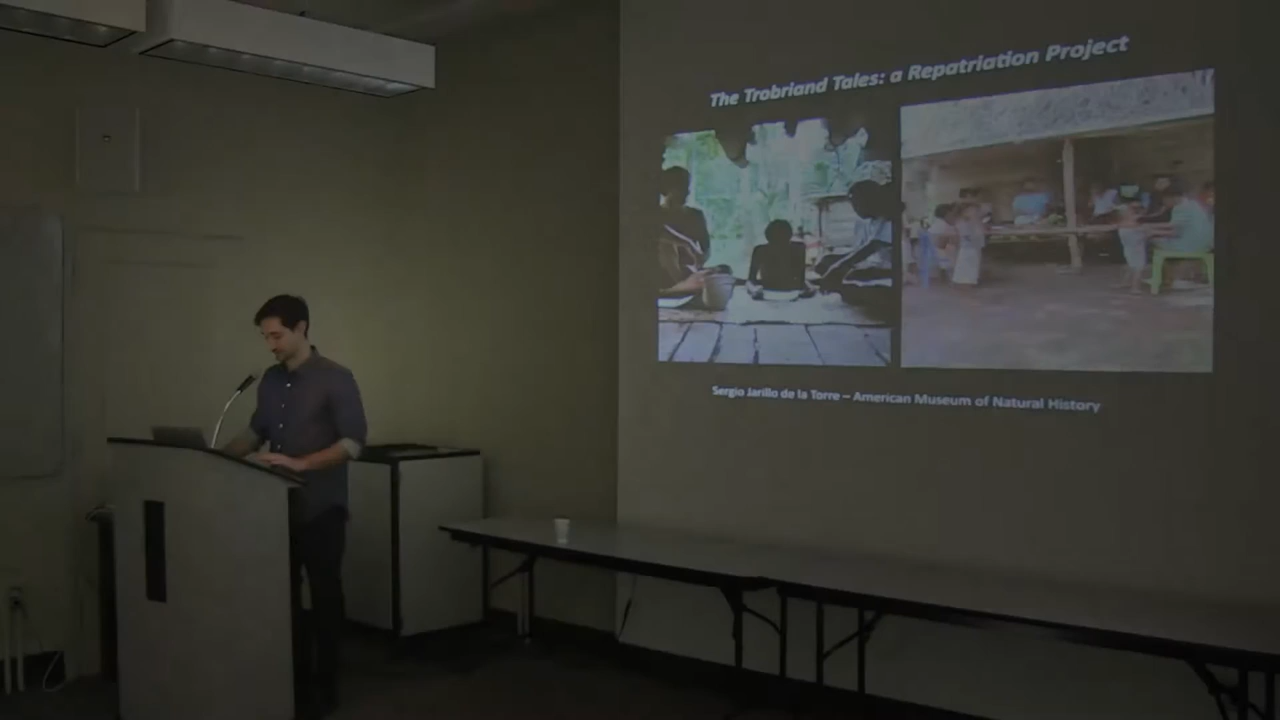 The Trobriand Tales: a Repatriation Project
Sergio Jarillo de la Torre – American Museum of Natural History